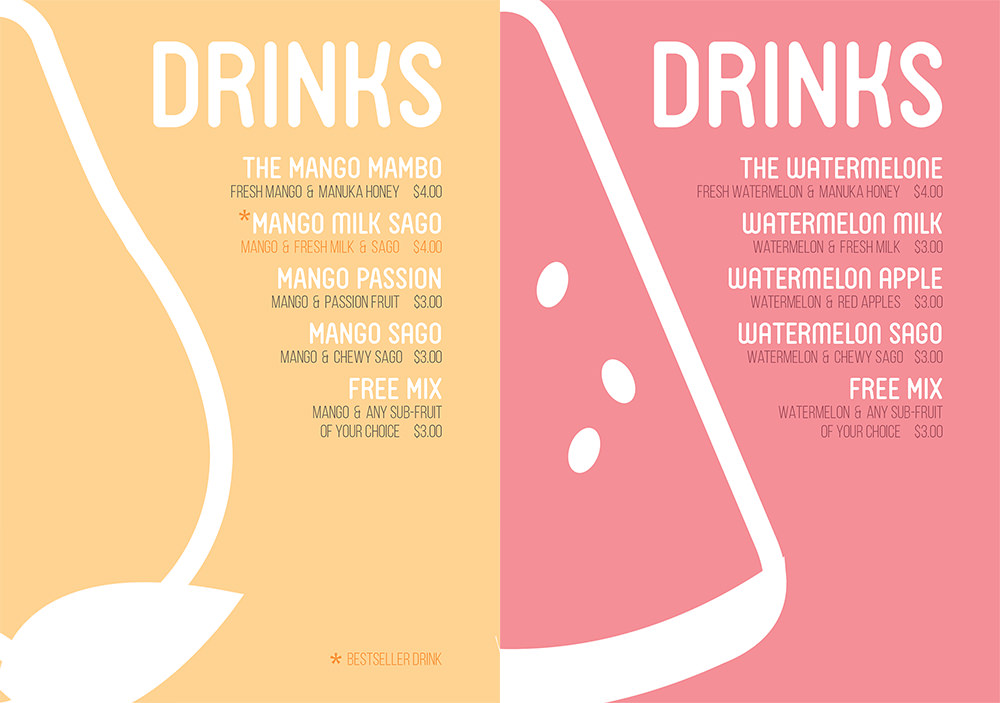 DRINKS
THE MANGO MAMBO
FRESH MANGO & MANUKA HONEY $4.00
*MANGO MILK SAGO
MANGO & FRESH MILK & SAGO $4.00
MANGO PASSION
MANGO & PASSION FRUIT $3.00
MANGO SAGO
MANGO & CHEWY SAGO $3.00
FREE MIX
MANGO & ANY SUB-FRUIT
OF YOUR CHOICE $3.00
* BESTSELLER DRINK
DRINKS
THE WATERMELONE
FRESH WATERMELON & MANUKA HONEY $4.00
WATERMELON MILK
WATERMELON & FRESH MILK $3.00
WATERMELON APPLE
WATERMELON & RED APPLES $3.00
WATERMELON SAGO
WATERMELON & CHEWY SAGO $3.00
FREE MIX
WATERMELON & ANY SUB-FRUIT
OF YOUR CHOICE $3.00